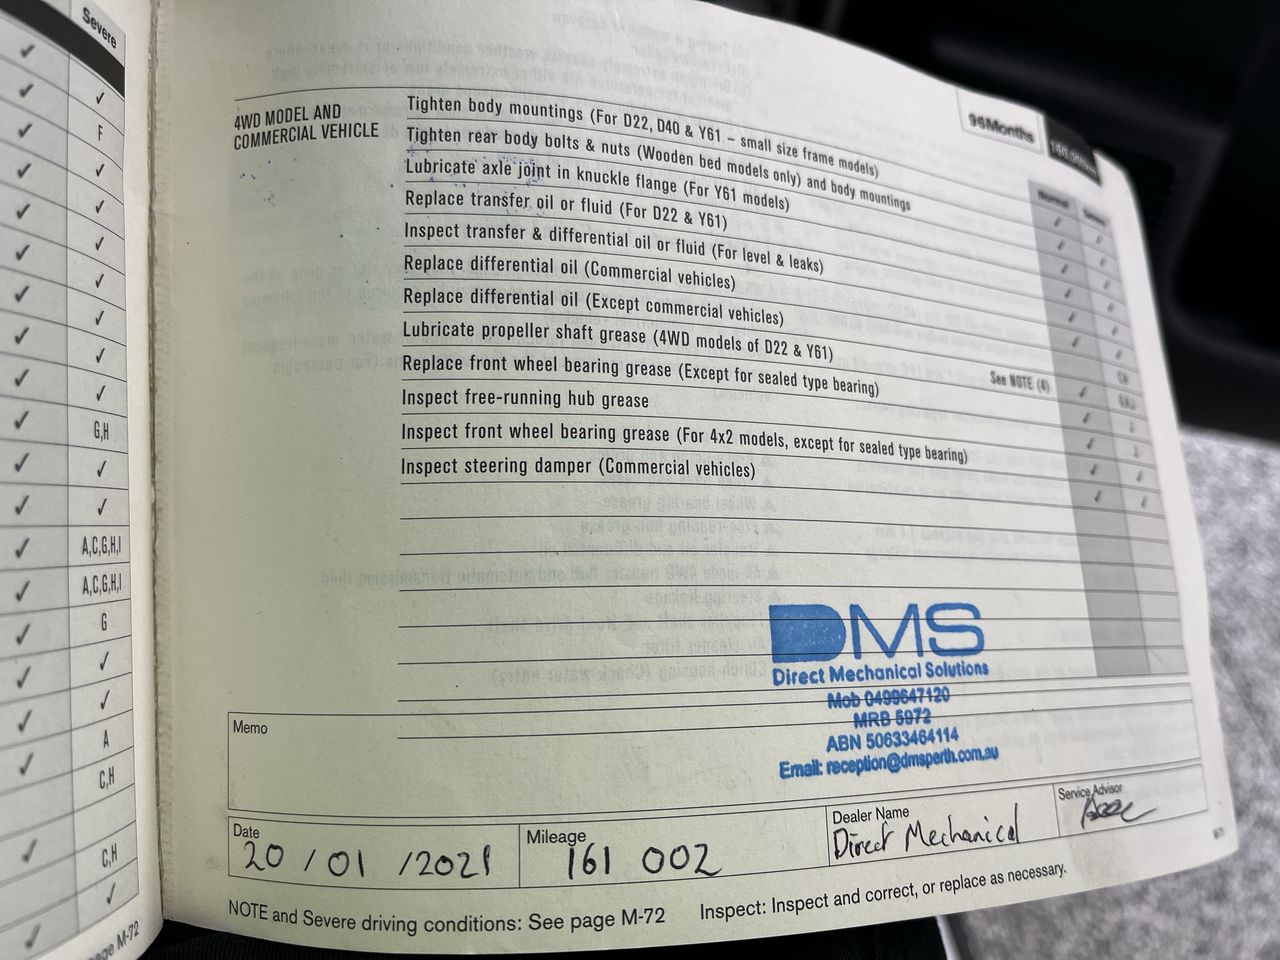 Severe
F
G,H
A,C,G,H,I
A,C,G,H,I
G
A
C,H
C,H
page M-72
96Months
160,000km
Normal
Severe
4WD MODEL AND
COMMERCIAL VEHICLE
Tighten body mountings (For D22, D40 & Y61 – small size frame models)
Tighten rear body bolts & nuts (Wooden bed models only) and body mountings
Lubricate axle joint in knuckle flange (For Y61 models)
Replace transfer oil or fluid (For D22 & Y61)
Inspect transfer & differential oil or fluid (For level & leaks)
Replace differential oil (Commercial vehicles)
Replace differential oil (Except commercial vehicles)
Lubricate propeller shaft grease (4WD models of D22 & Y61)
Replace front wheel bearing grease (Except for sealed type bearing) See NOTE (4)
Inspect free-running hub grease
Inspect front wheel bearing grease (For 4x2 models, except for sealed type bearing)
Inspect steering damper (Commercial vehicles)
DMS
Direct Mechanical Solutions
Mob 0499647120
MRB 5972
ABN 50633464114
Email: reception@dmsperth.com.au
Memo
Date
20 / 01 / 2021
Mileage
161 002
Dealer Name
Direct Mechanical
Service Advisor
NOTE and Severe driving conditions: See page M-72
Inspect: Inspect and correct, or replace as necessary.